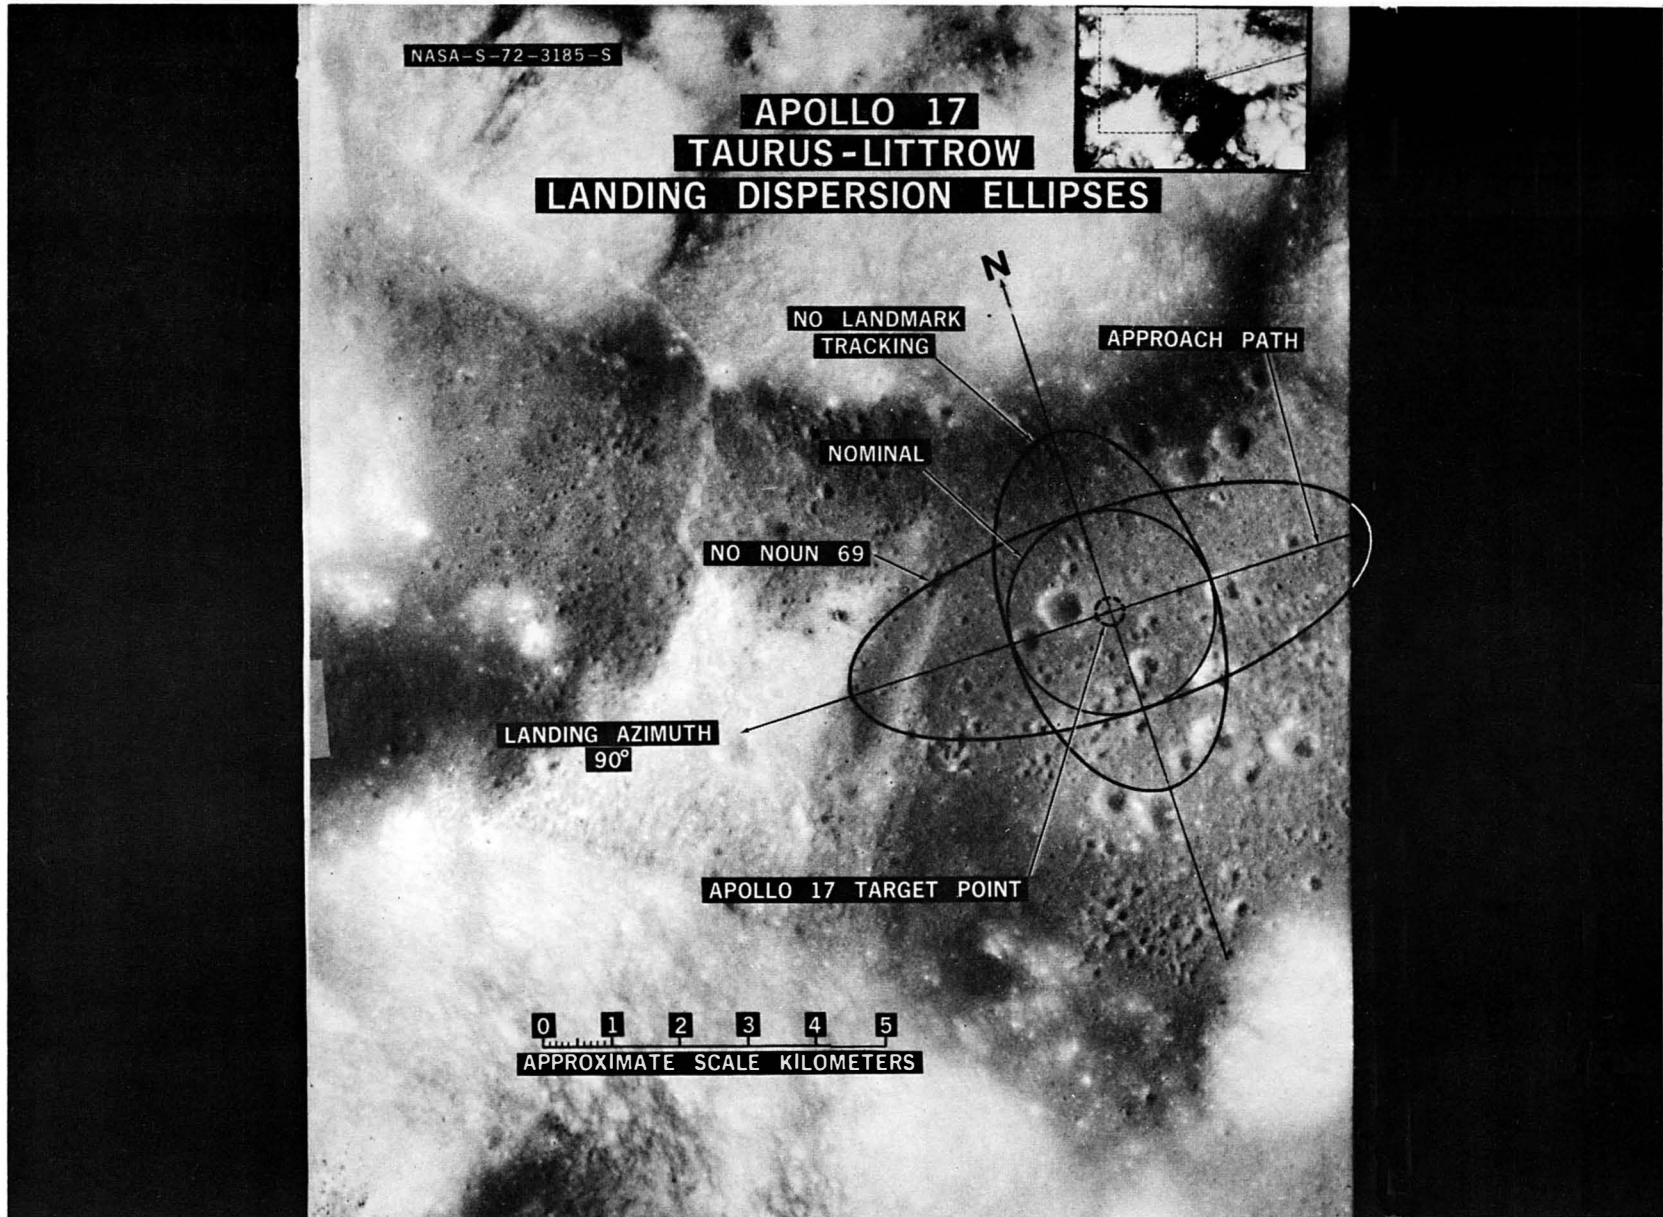 NASA-S-72-3185-S
APOLLO 17
TAURUS-LITTROW
LANDING DISPERSION ELLIPSES
N
NO LANDMARK
TRACKING
APPROACH PATH
NOMINAL
NO NOUN 69
LANDING AZIMUTH
90°
APOLLO 17 TARGET POINT
0 1 2 3 4 5
APPROXIMATE SCALE KILOMETERS